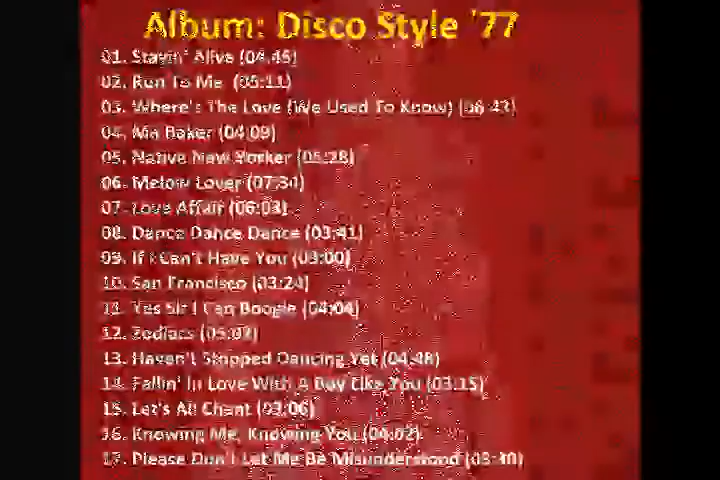 Album: Disco Style '77
01. Stayin' Alive (04:45)
02. Run To Me (05:11)
03. Where's The Love (We Used To Know) (06:43)
04. Ma Baker (04:09)
05. Native New Yorker (05:28)
06. Melow Lover (07:34)
07. Love Affair (06:03)
08. Dance Dance Dance (03:41)
09. If I Can't Have You (03:00)
10. San Francisco (03:24)
11. Yes Sir I Can Boogie (04:04)
12. Zodiacs (05:07)
13. Haven't Stopped Dancing Yet (04:48)
14. Fallin' In Love With A Boy Like You (03:15)
15. Let's All Chant (03:06)
16. Knowing Me, Knowing You (04:02)
17. Please Don't Let Me Be Misunderstood (03:30)